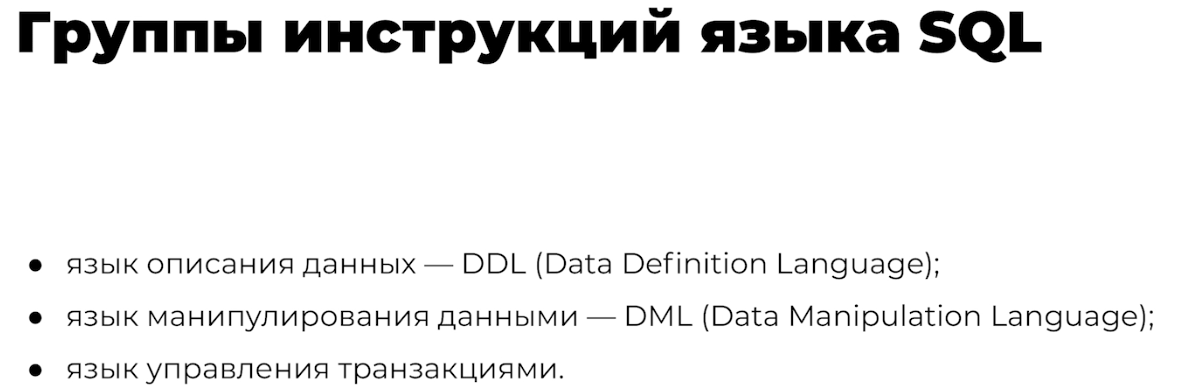 Группы инструкций языка SQL
● язык описания данных — DDL (Data Definition Language);
● язык манипулирования данными — DML (Data Manipulation Language);
● язык управления транзакциями.